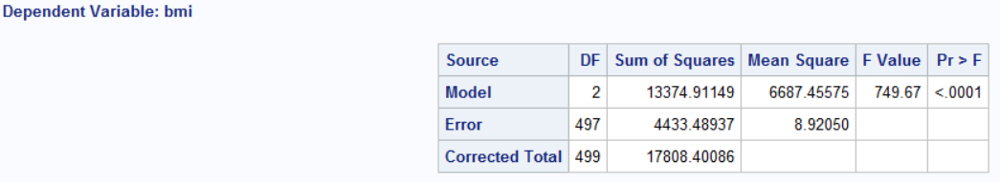 Dependent Variable: bmi
Source DF Sum of Squares Mean Square F Value Pr > F
Model 2 13374.91149 6687.45575 749.67 <.0001
Error 497 4433.48937 8.92050
Corrected Total 499 17808.40086